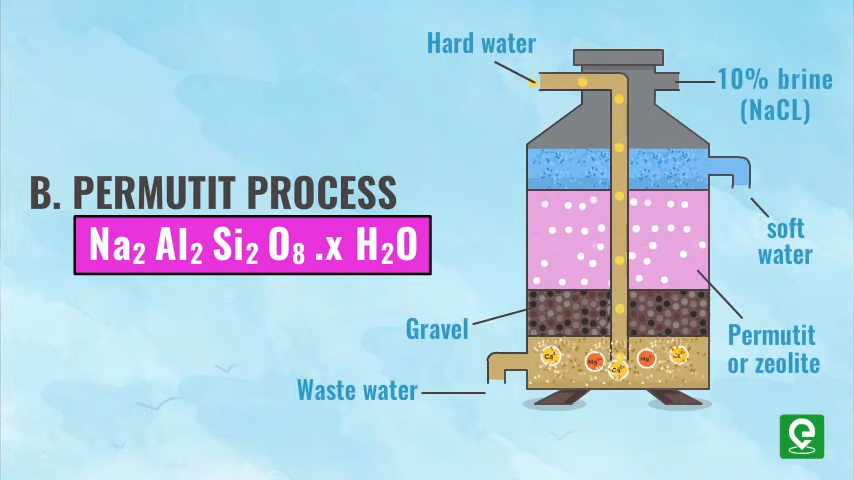 Hard water
10% brine
(NaCL)
B. PERMUTIT PROCESS
Na₂ Al₂ Si₂ O₈ .x H₂O
soft
water
Gravel
Permutit
or zeolite
Waste water